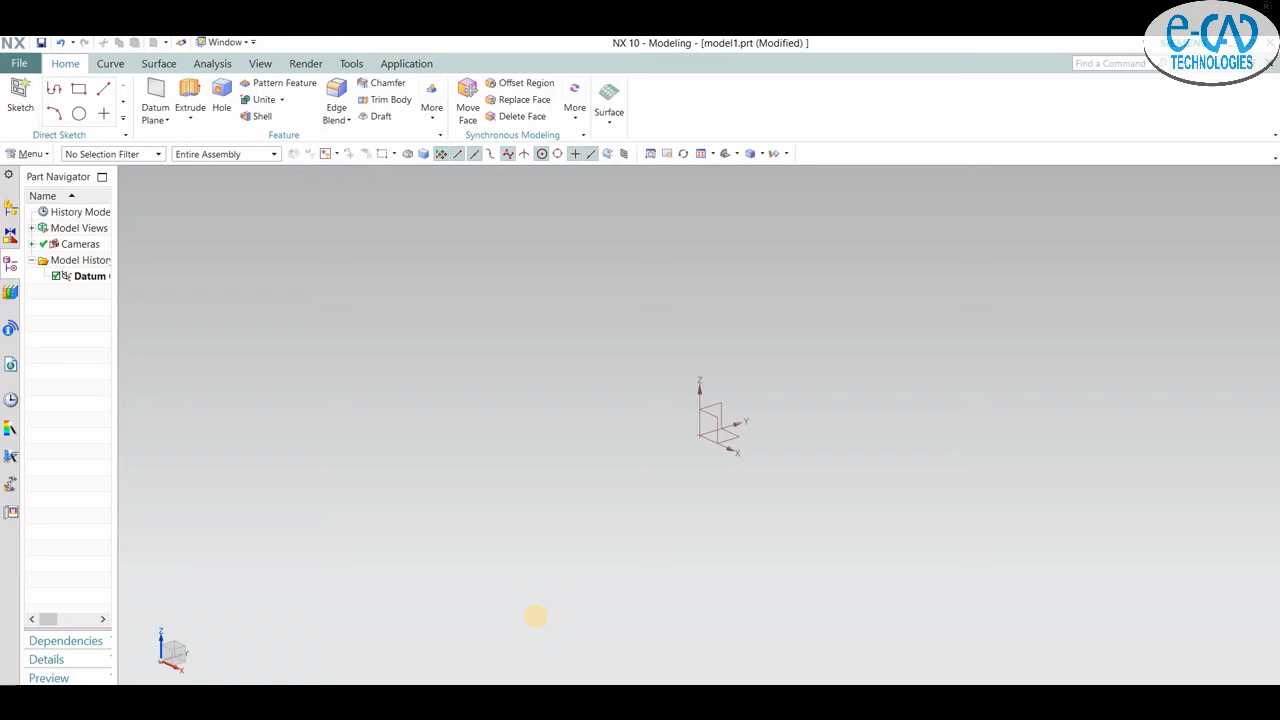 NX
Window
NX 10 - Modeling - [model1.prt (Modified) ]
e-CAD
TECHNOLOGIES
File
Home
Curve
Surface
Analysis
View
Render
Tools
Application
Find a Command
Sketch
Direct Sketch
Datum
Plane
Extrude
Hole
Pattern Feature
Unite
Shell
Edge
Blend
Chamfer
Trim Body
Draft
More
Feature
Move
Face
Offset Region
Replace Face
Delete Face
More
Synchronous Modeling
Surface
Menu
No Selection Filter
Entire Assembly
Part Navigator
Name
History Mode
Model Views
Cameras
Model History
Datum
Z
Y
X
Z
Y
X
Dependencies
Details
Preview